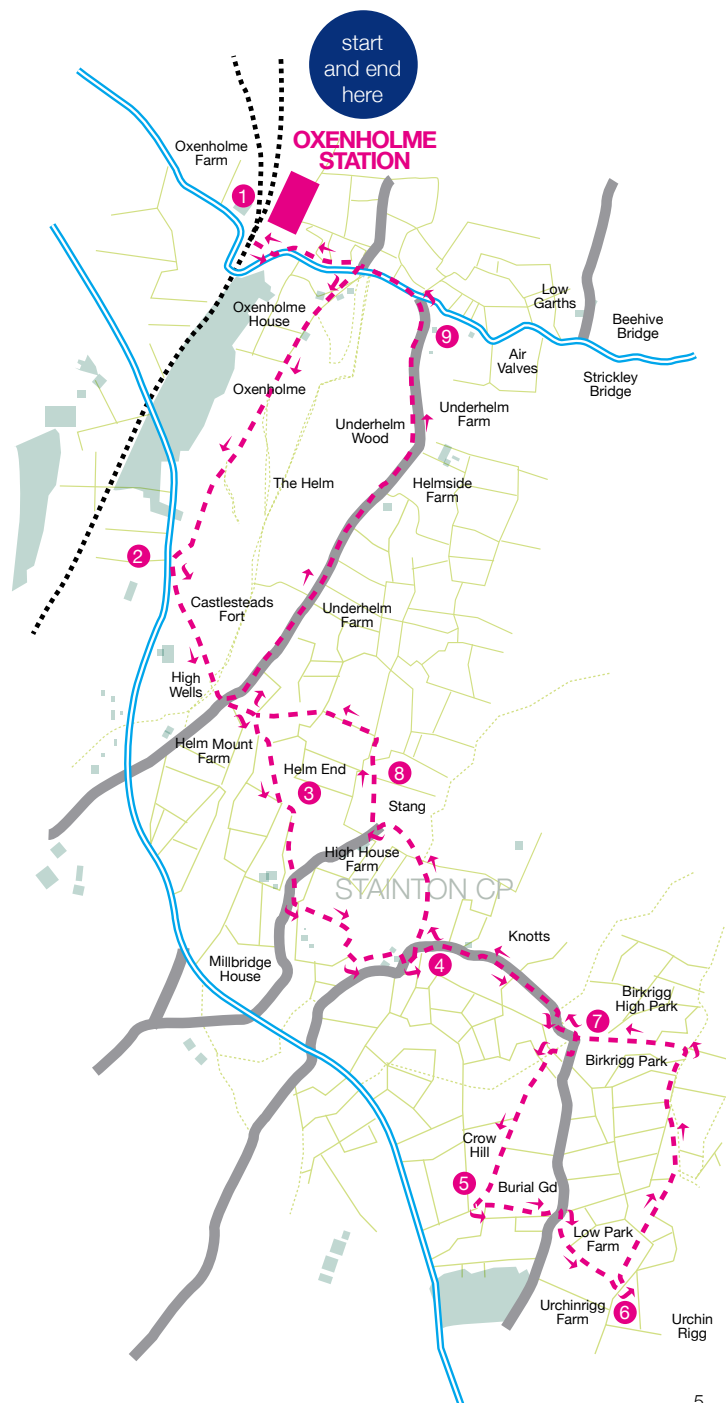 start
and end
here
OXENHOLME
STATION
Oxenholme
Farm
1
Oxenholme
House
Low
Garths
Beehive
Bridge
9
Air
Valves
Strickley
Bridge
Oxenholme
Underhelm
Wood
Underhelm
Farm
The Helm
Helmside
Farm
2
Castlesteads
Fort
Underhelm
Farm
High
Wells
Helm Mount
Farm
Helm End
3
8
Stang
High House
Farm
STAINTON CP
Knotts
4
Millbridge
House
Birkrigg
High Park
7
Birkrigg Park
Crow
Hill
5
Burial Gd
Low Park
Farm
Urchinrigg
Farm
6
Urchin
Rigg
5